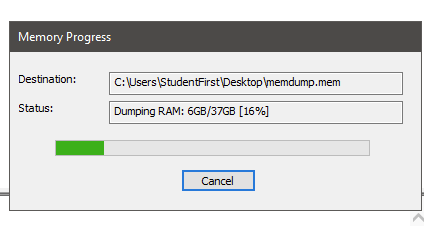 Memory Progress
Destination: C:\Users\StudentFirst\Desktop\memdump.mem
Status: Dumping RAM: 6GB/37GB [16%]
Cancel